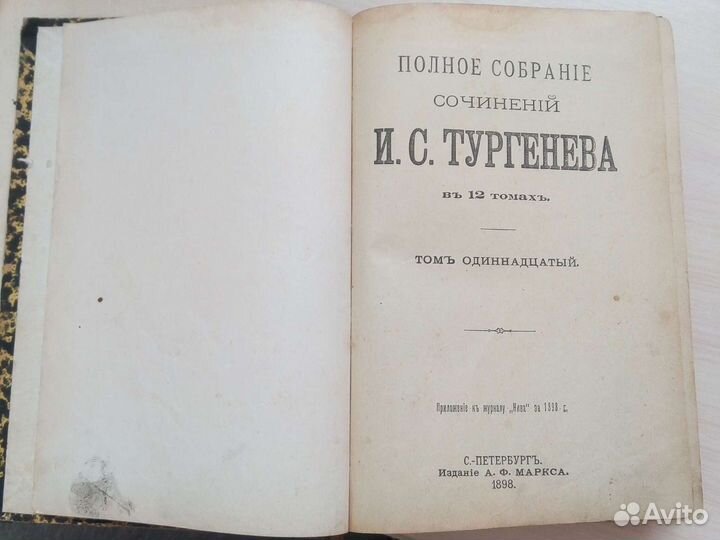 ПОЛНОЕ СОБРАНІЕ
СОЧИНЕНІЙ
И. С. ТУРГЕНЕВА
въ 12 томахъ.
ТОМЪ ОДИННАДЦАТЫЙ.
Приложеніе къ журналу „Нива" за 1898 г.
С.-ПЕТЕРБУРГЪ.
Изданіе А. Ф. МАРКСА.
1898.
Avito